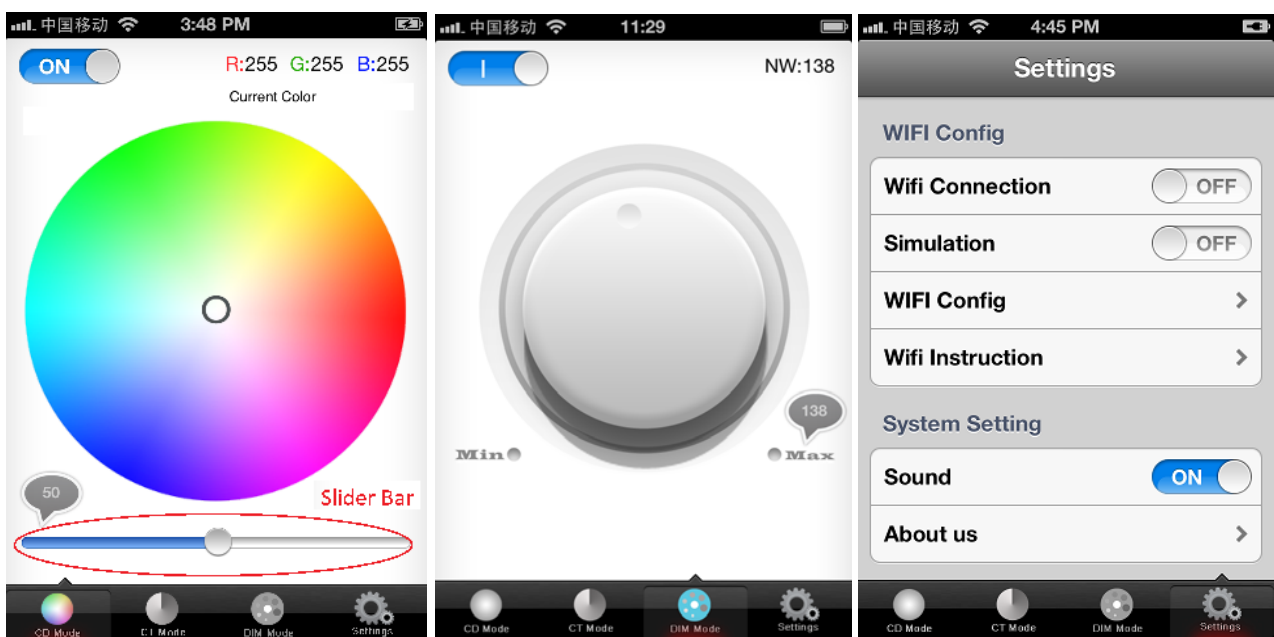 中国移动 3:48 PM
ON R:255 G:255 B:255
Current Color
50
Slider Bar
CD Mode CT Mode DIM Mode Settings
中国移动 11:29
NW:138
138
Min Max
CD Mode CT Mode DIM Mode Settings
中国移动 4:45 PM
Settings
WIFI Config
Wifi Connection OFF
Simulation OFF
WIFI Config
Wifi Instruction
System Setting
Sound ON
About us
CD Mode CT Mode DIM Mode Settings